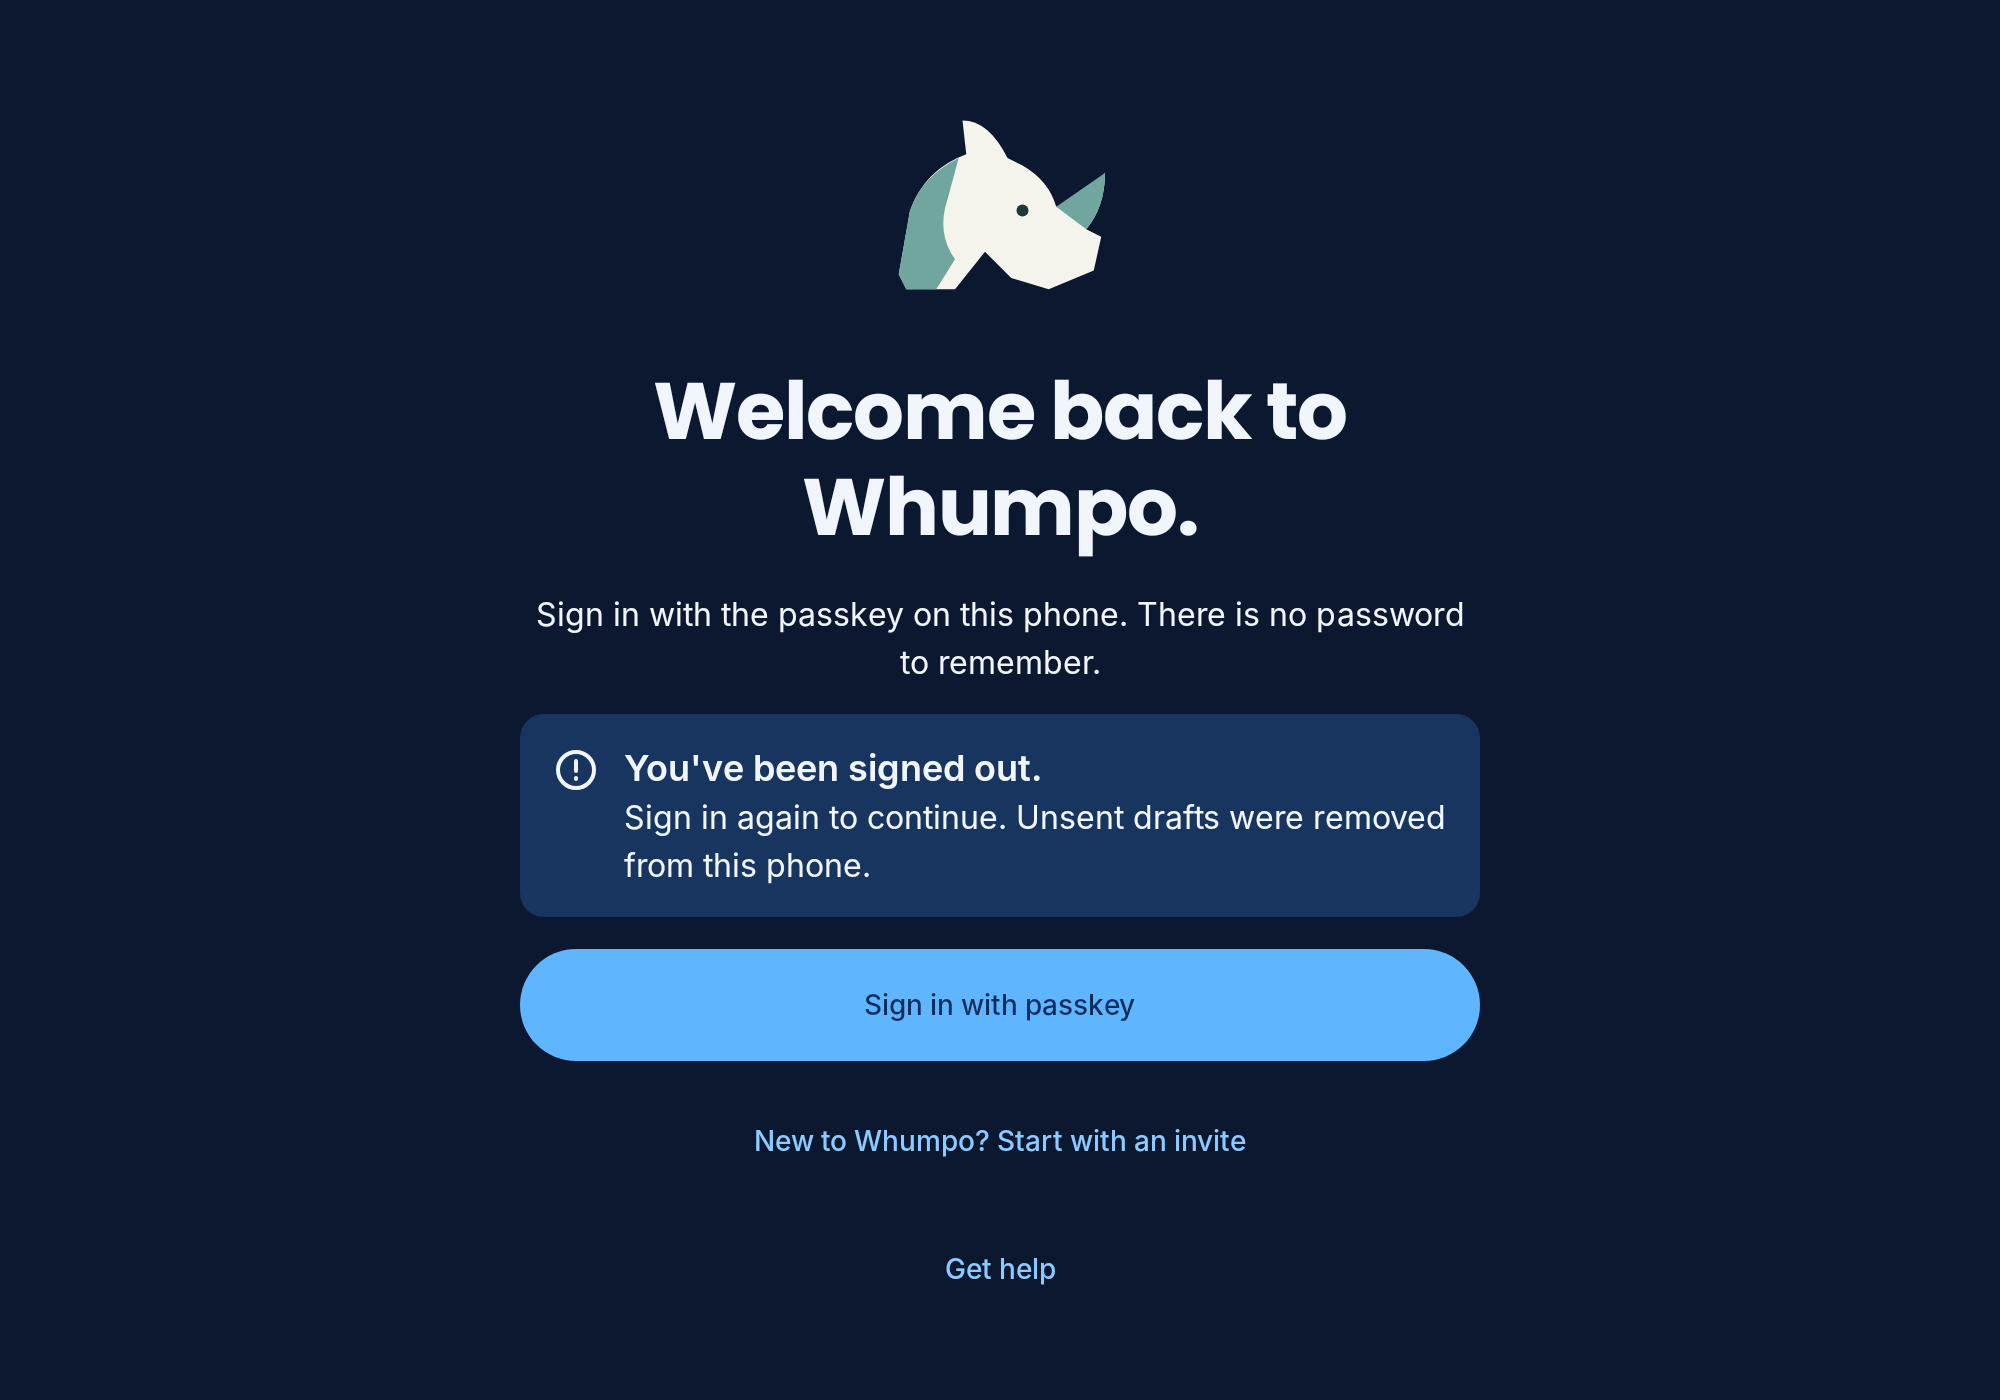 Welcome back to
Whumpo.
Sign in with the passkey on this phone. There is no password
to remember.
You've been signed out.
Sign in again to continue. Unsent drafts were removed
from this phone.
Sign in with passkey
New to Whumpo? Start with an invite
Get help